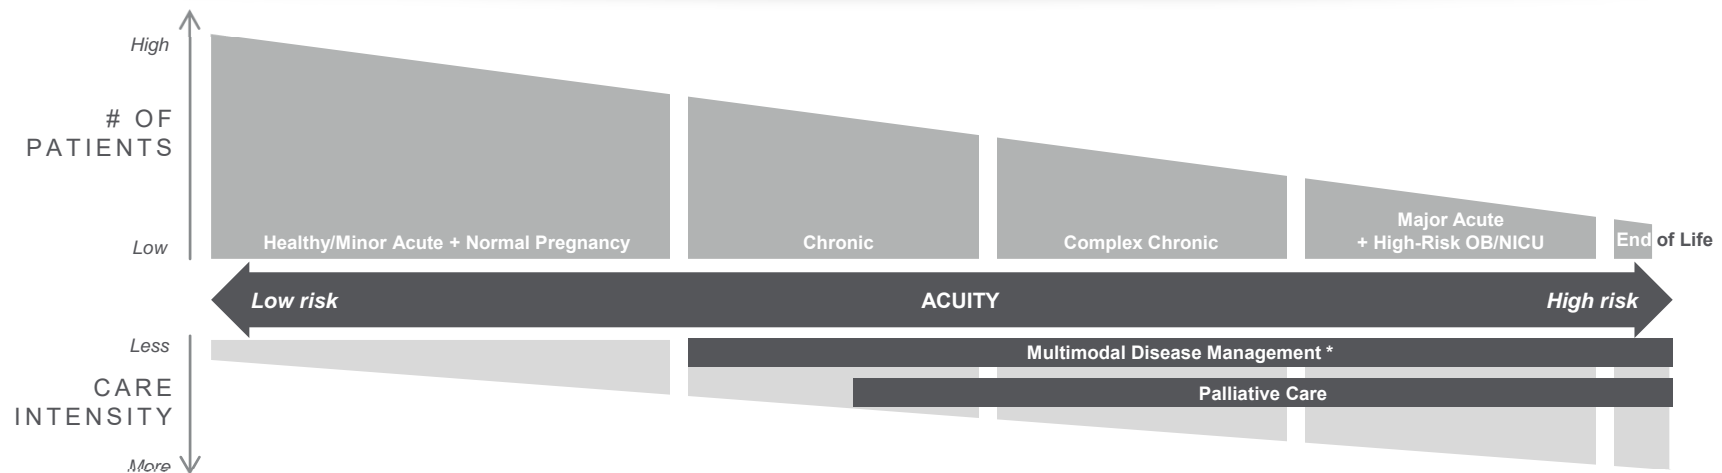 High
# OF
PATIENTS
Low
Healthy/Minor Acute + Normal Pregnancy
Chronic
Complex Chronic
Major Acute
+ High-Risk OB/NICU
End of Life
Low risk
ACUITY
High risk
Less
CARE
INTENSITY
More
Multimodal Disease Management *
Palliative Care